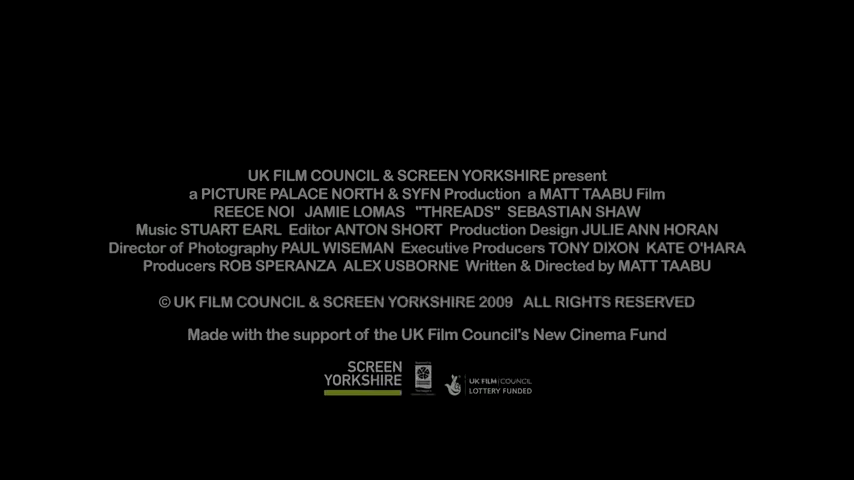 UK FILM COUNCIL & SCREEN YORKSHIRE present
a PICTURE PALACE NORTH & SYFN Production a MATT TAABU Film
REECE NOI JAMIE LOMAS "THREADS" SEBASTIAN SHAW
Music STUART EARL Editor ANTON SHORT Production Design JULIE ANN HORAN
Director of Photography PAUL WISEMAN Executive Producers TONY DIXON KATE O'HARA
Producers ROB SPERANZA ALEX USBORNE Written & Directed by MATT TAABU
© UK FILM COUNCIL & SCREEN YORKSHIRE 2009 ALL RIGHTS RESERVED
Made with the support of the UK Film Council's New Cinema Fund
SCREEN
YORKSHIRE
UK FILM COUNCIL
LOTTERY FUNDED